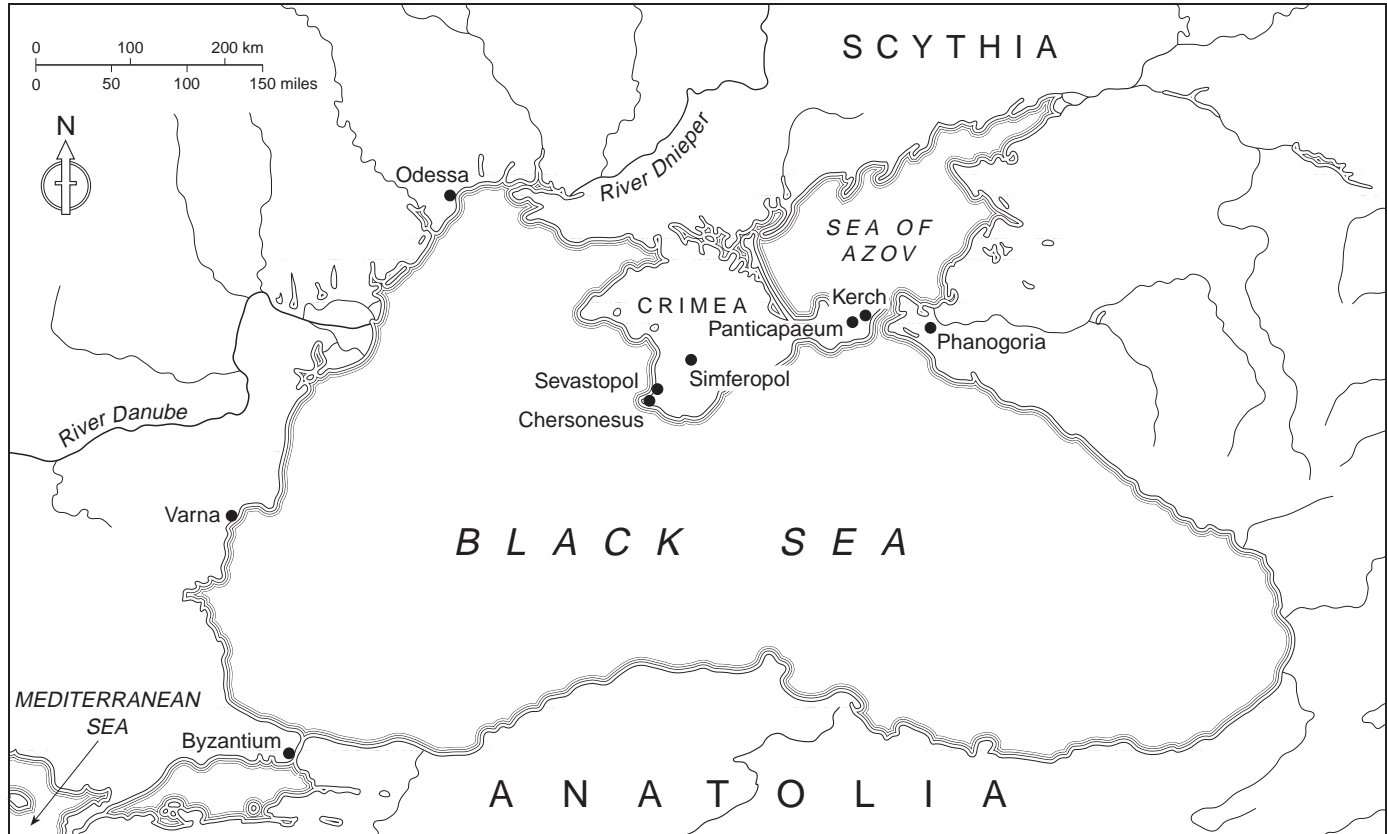 0 100 200 km
0 50 100 150 miles
N
SCYTHIA
Odessa
River Dnieper
SEA OF
AZOV
CRIMEA
Kerch
Panticapaeum
Phanogoria
Sevastopol
Simferopol
Chersonesus
River Danube
Varna
BLACK SEA
MEDITERRANEAN
SEA
Byzantium
ANATOLIA